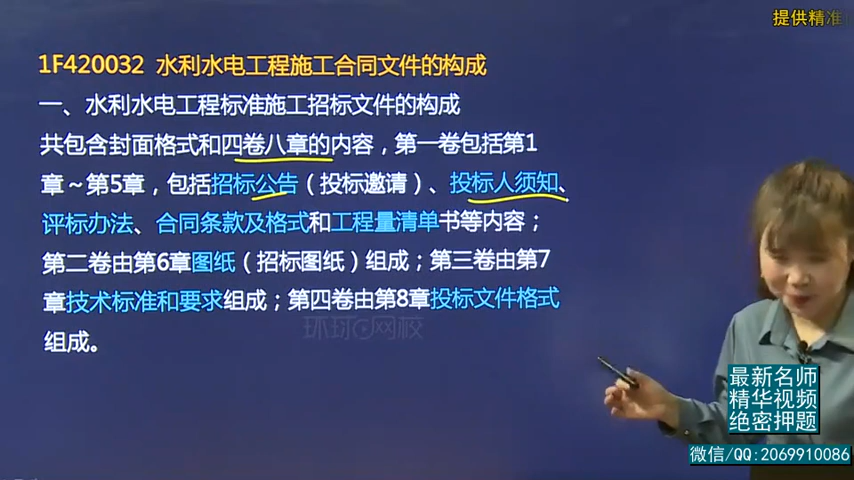 提供精准
1F420032 水利水电工程施工合同文件的构成
一、水利水电工程标准施工招标文件的构成
共包含封面格式和四卷八章的内容，第一卷包括第1
章～第5章，包括招标公告（投标邀请）、投标人须知、
评标办法、合同条款及格式和工程量清单书等内容；
第二卷由第6章图纸（招标图纸）组成；第三卷由第7
章技术标准和要求组成；第四卷由第8章投标文件格式
组成。
环球网校
最新名师
精华视频
绝密押题
微信/QQ:2069910086